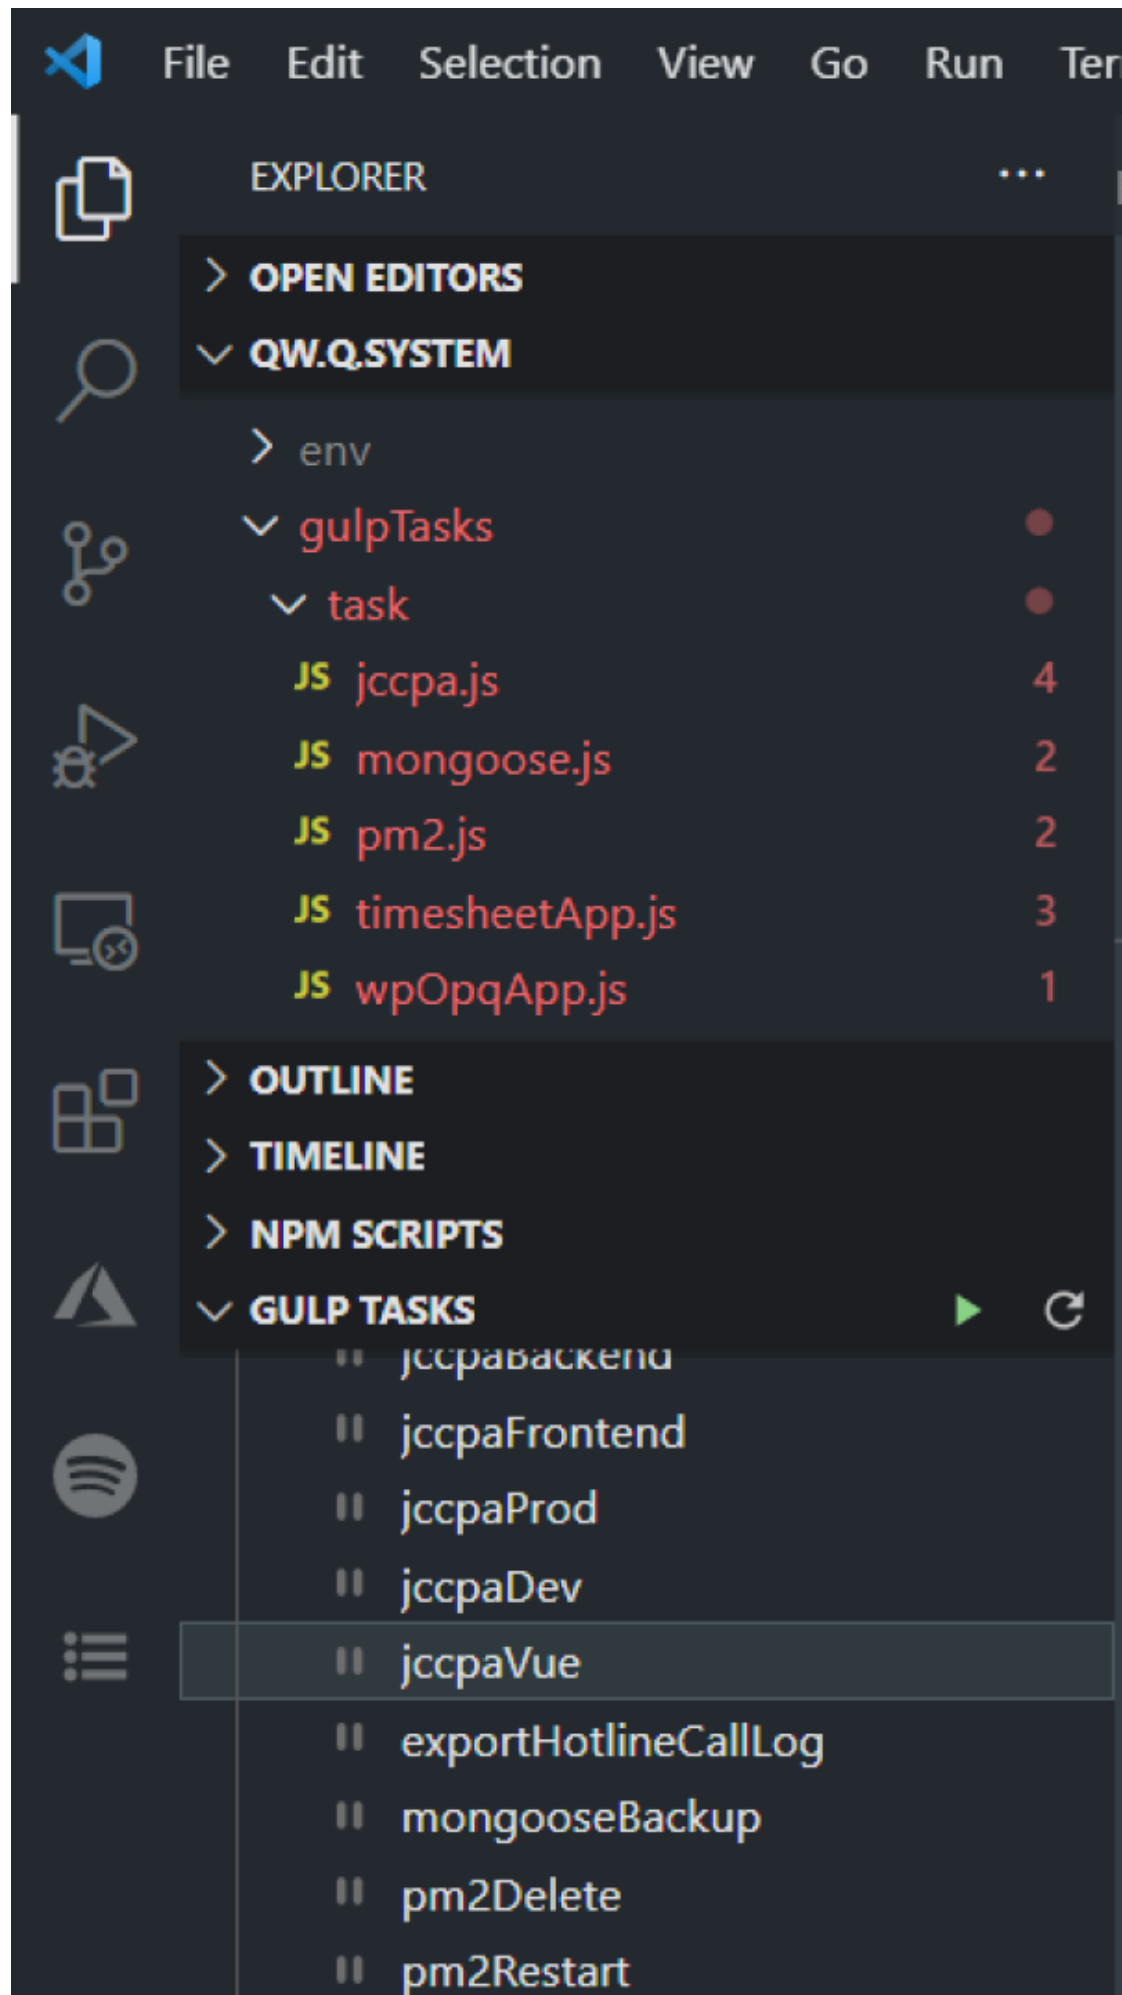 File Edit Selection View Go Run Ter
EXPLORER ...
OPEN EDITORS
QW.Q.SYSTEM
env
gulpTasks
task
JS jccpa.js 4
JS mongoose.js 2
JS pm2.js 2
JS timesheetApp.js 3
JS wpOpqApp.js 1
OUTLINE
TIMELINE
NPM SCRIPTS
GULP TASKS
jccpaBackend
jccpaFrontend
jccpaProd
jccpaDev
jccpaVue
exportHotlineCallLog
mongooseBackup
pm2Delete
pm2Restart